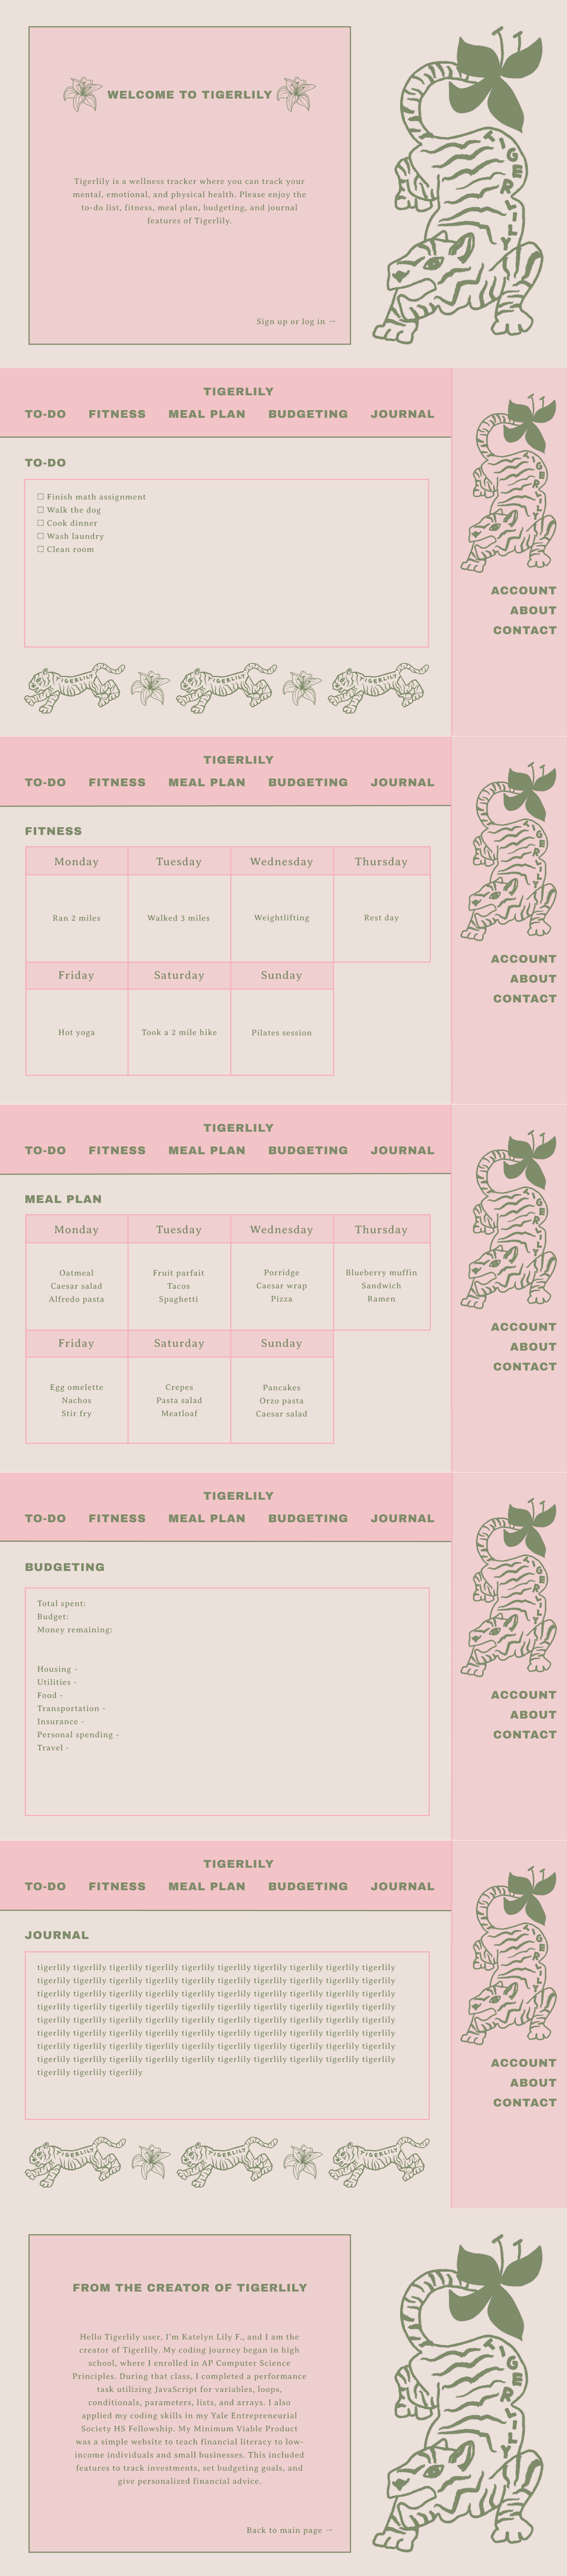 WELCOME TO TIGERLILY
Tigerlily is a wellness tracker where you can track your
mental, emotional, and physical health. Please enjoy the
to-do list, fitness, meal plan, budgeting, and journal
features of Tigerlily.
Sign up or log in →
TIGERLILY
TIGERLILY
TO-DO FITNESS MEAL PLAN BUDGETING JOURNAL
TO-DO
☐ Finish math assignment
☐ Walk the dog
☐ Cook dinner
☐ Wash laundry
☐ Clean room
TIGERLILY TIGERLILY TIGERLILY
TIGERLILY
ACCOUNT
ABOUT
CONTACT
TIGERLILY
TO-DO FITNESS MEAL PLAN BUDGETING JOURNAL
FITNESS
Monday Tuesday Wednesday Thursday
Ran 2 miles Walked 3 miles Weightlifting Rest day
Friday Saturday Sunday
Hot yoga Took a 2 mile hike Pilates session
TIGERLILY
ACCOUNT
ABOUT
CONTACT
TIGERLILY
TO-DO FITNESS MEAL PLAN BUDGETING JOURNAL
MEAL PLAN
Monday Tuesday Wednesday Thursday
Oatmeal Fruit parfait Porridge Blueberry muffin
Caesar salad Tacos Caesar wrap Sandwich
Alfredo pasta Spaghetti Pizza Ramen
Friday Saturday Sunday
Egg omelette Crepes Pancakes
Nachos Pasta salad Orzo pasta
Stir fry Meatloaf Caesar salad
TIGERLILY
ACCOUNT
ABOUT
CONTACT
TIGERLILY
TO-DO FITNESS MEAL PLAN BUDGETING JOURNAL
BUDGETING
Total spent:
Budget:
Money remaining:
Housing -
Utilities -
Food -
Transportation -
Insurance -
Personal spending -
Travel -
TIGERLILY
ACCOUNT
ABOUT
CONTACT
TIGERLILY
TO-DO FITNESS MEAL PLAN BUDGETING JOURNAL
JOURNAL
tigerlily tigerlily tigerlily tigerlily tigerlily tigerlily tigerlily tigerlily tigerlily tigerlily
tigerlily tigerlily tigerlily tigerlily tigerlily tigerlily tigerlily tigerlily tigerlily tigerlily
tigerlily tigerlily tigerlily tigerlily tigerlily tigerlily tigerlily tigerlily tigerlily tigerlily
tigerlily tigerlily tigerlily tigerlily tigerlily tigerlily tigerlily tigerlily tigerlily tigerlily
tigerlily tigerlily tigerlily tigerlily tigerlily tigerlily tigerlily tigerlily tigerlily tigerlily
tigerlily tigerlily tigerlily tigerlily tigerlily tigerlily tigerlily tigerlily tigerlily tigerlily
tigerlily tigerlily tigerlily tigerlily tigerlily tigerlily tigerlily tigerlily tigerlily tigerlily
tigerlily tigerlily tigerlily tigerlily tigerlily tigerlily tigerlily tigerlily tigerlily tigerlily
tigerlily tigerlily tigerlily
TIGERLILY TIGERLILY TIGERLILY
TIGERLILY
ACCOUNT
ABOUT
CONTACT
FROM THE CREATOR OF TIGERLILY
Hello Tigerlily user, I'm Katelyn Lily F., and I am the
creator of Tigerlily. My coding journey began in high
school, where I enrolled in AP Computer Science
Principles. During that class, I completed a performance
task utilizing JavaScript for variables, loops,
conditionals, parameters, lists, and arrays. I also
applied my coding skills in my Yale Entrepreneurial
Society HS Fellowship. My Minimum Viable Product
was a simple website to teach financial literacy to low-
income individuals and small businesses. This included
features to track investments, set budgeting goals, and
give personalized financial advice.
Back to main page →
TIGERLILY